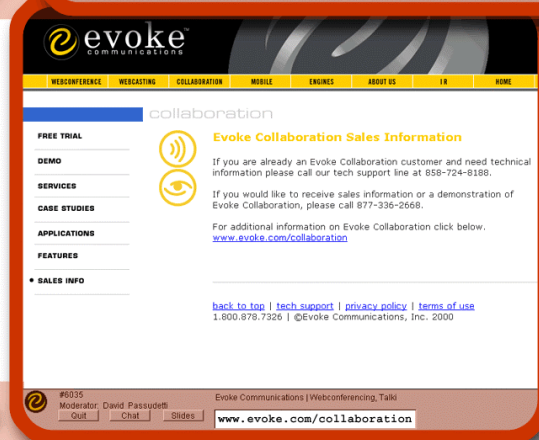 evoke™
communications
WEBCONFERENCE WEBCASTING COLLABORATION MOBILE ENGINES ABOUT US I R HOME
collaboration
FREE TRIAL
DEMO
SERVICES
CASE STUDIES
APPLICATIONS
FEATURES
• SALES INFO
Evoke Collaboration Sales Information
If you are already an Evoke Collaboration customer and need technical
information please call our tech support line at 858-724-8188.
If you would like to receive sales information or a demonstration of
Evoke Collaboration, please call 877-336-2668.
For additional information on Evoke Collaboration click below.
www.evoke.com/collaboration
back to top | tech support | privacy policy | terms of use
1.800.878.7326 | ©Evoke Communications, Inc. 2000
#6035
Moderator: David Passudetti
Quit Chat Slides
Evoke Communications | Webconferencing, Talki
www.evoke.com/collaboration